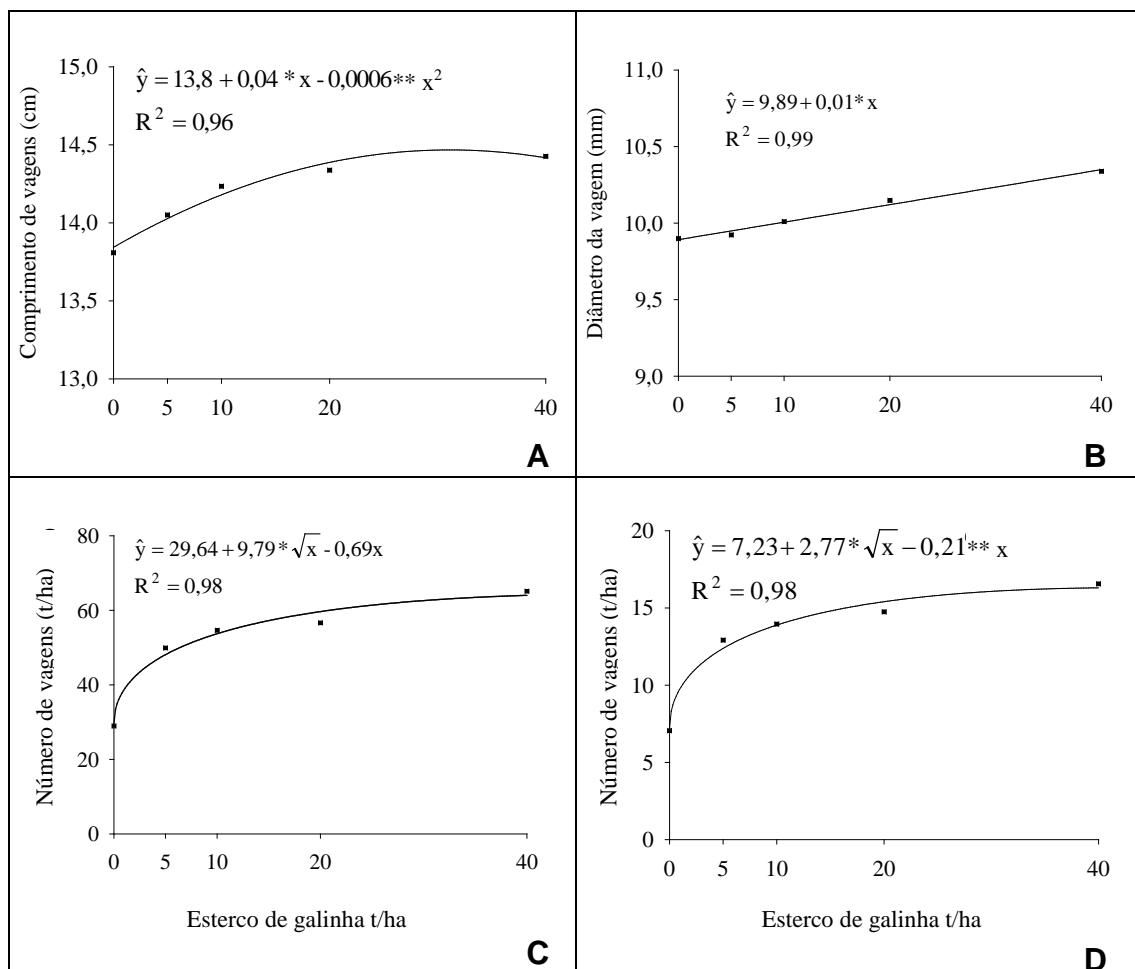 15,0
14,5
14,0
13,5
13,0
Comprimento de vagens (cm)
ŷ = 13,8 + 0,04 * x - 0,0006** x²
R² = 0,96
0 5 10 20 40
A
11,0
10,5
10,0
9,5
9,0
Diâmetro da vagem (mm)
ŷ = 9,89 + 0,01* x
R² = 0,99
0 5 10 20 40
B
80
60
40
20
0
Número de vagens (t/ha)
ŷ = 29,64 + 9,79* √x - 0,69x
R² = 0,98
0 5 10 20 40
Esterco de galinha t/ha
C
20
15
10
5
0
Número de vagens (t/ha)
ŷ = 7,23 + 2,77* √x − 0,21** x
R² = 0,98
0 5 10 20 40
Esterco de galinha t/ha
D